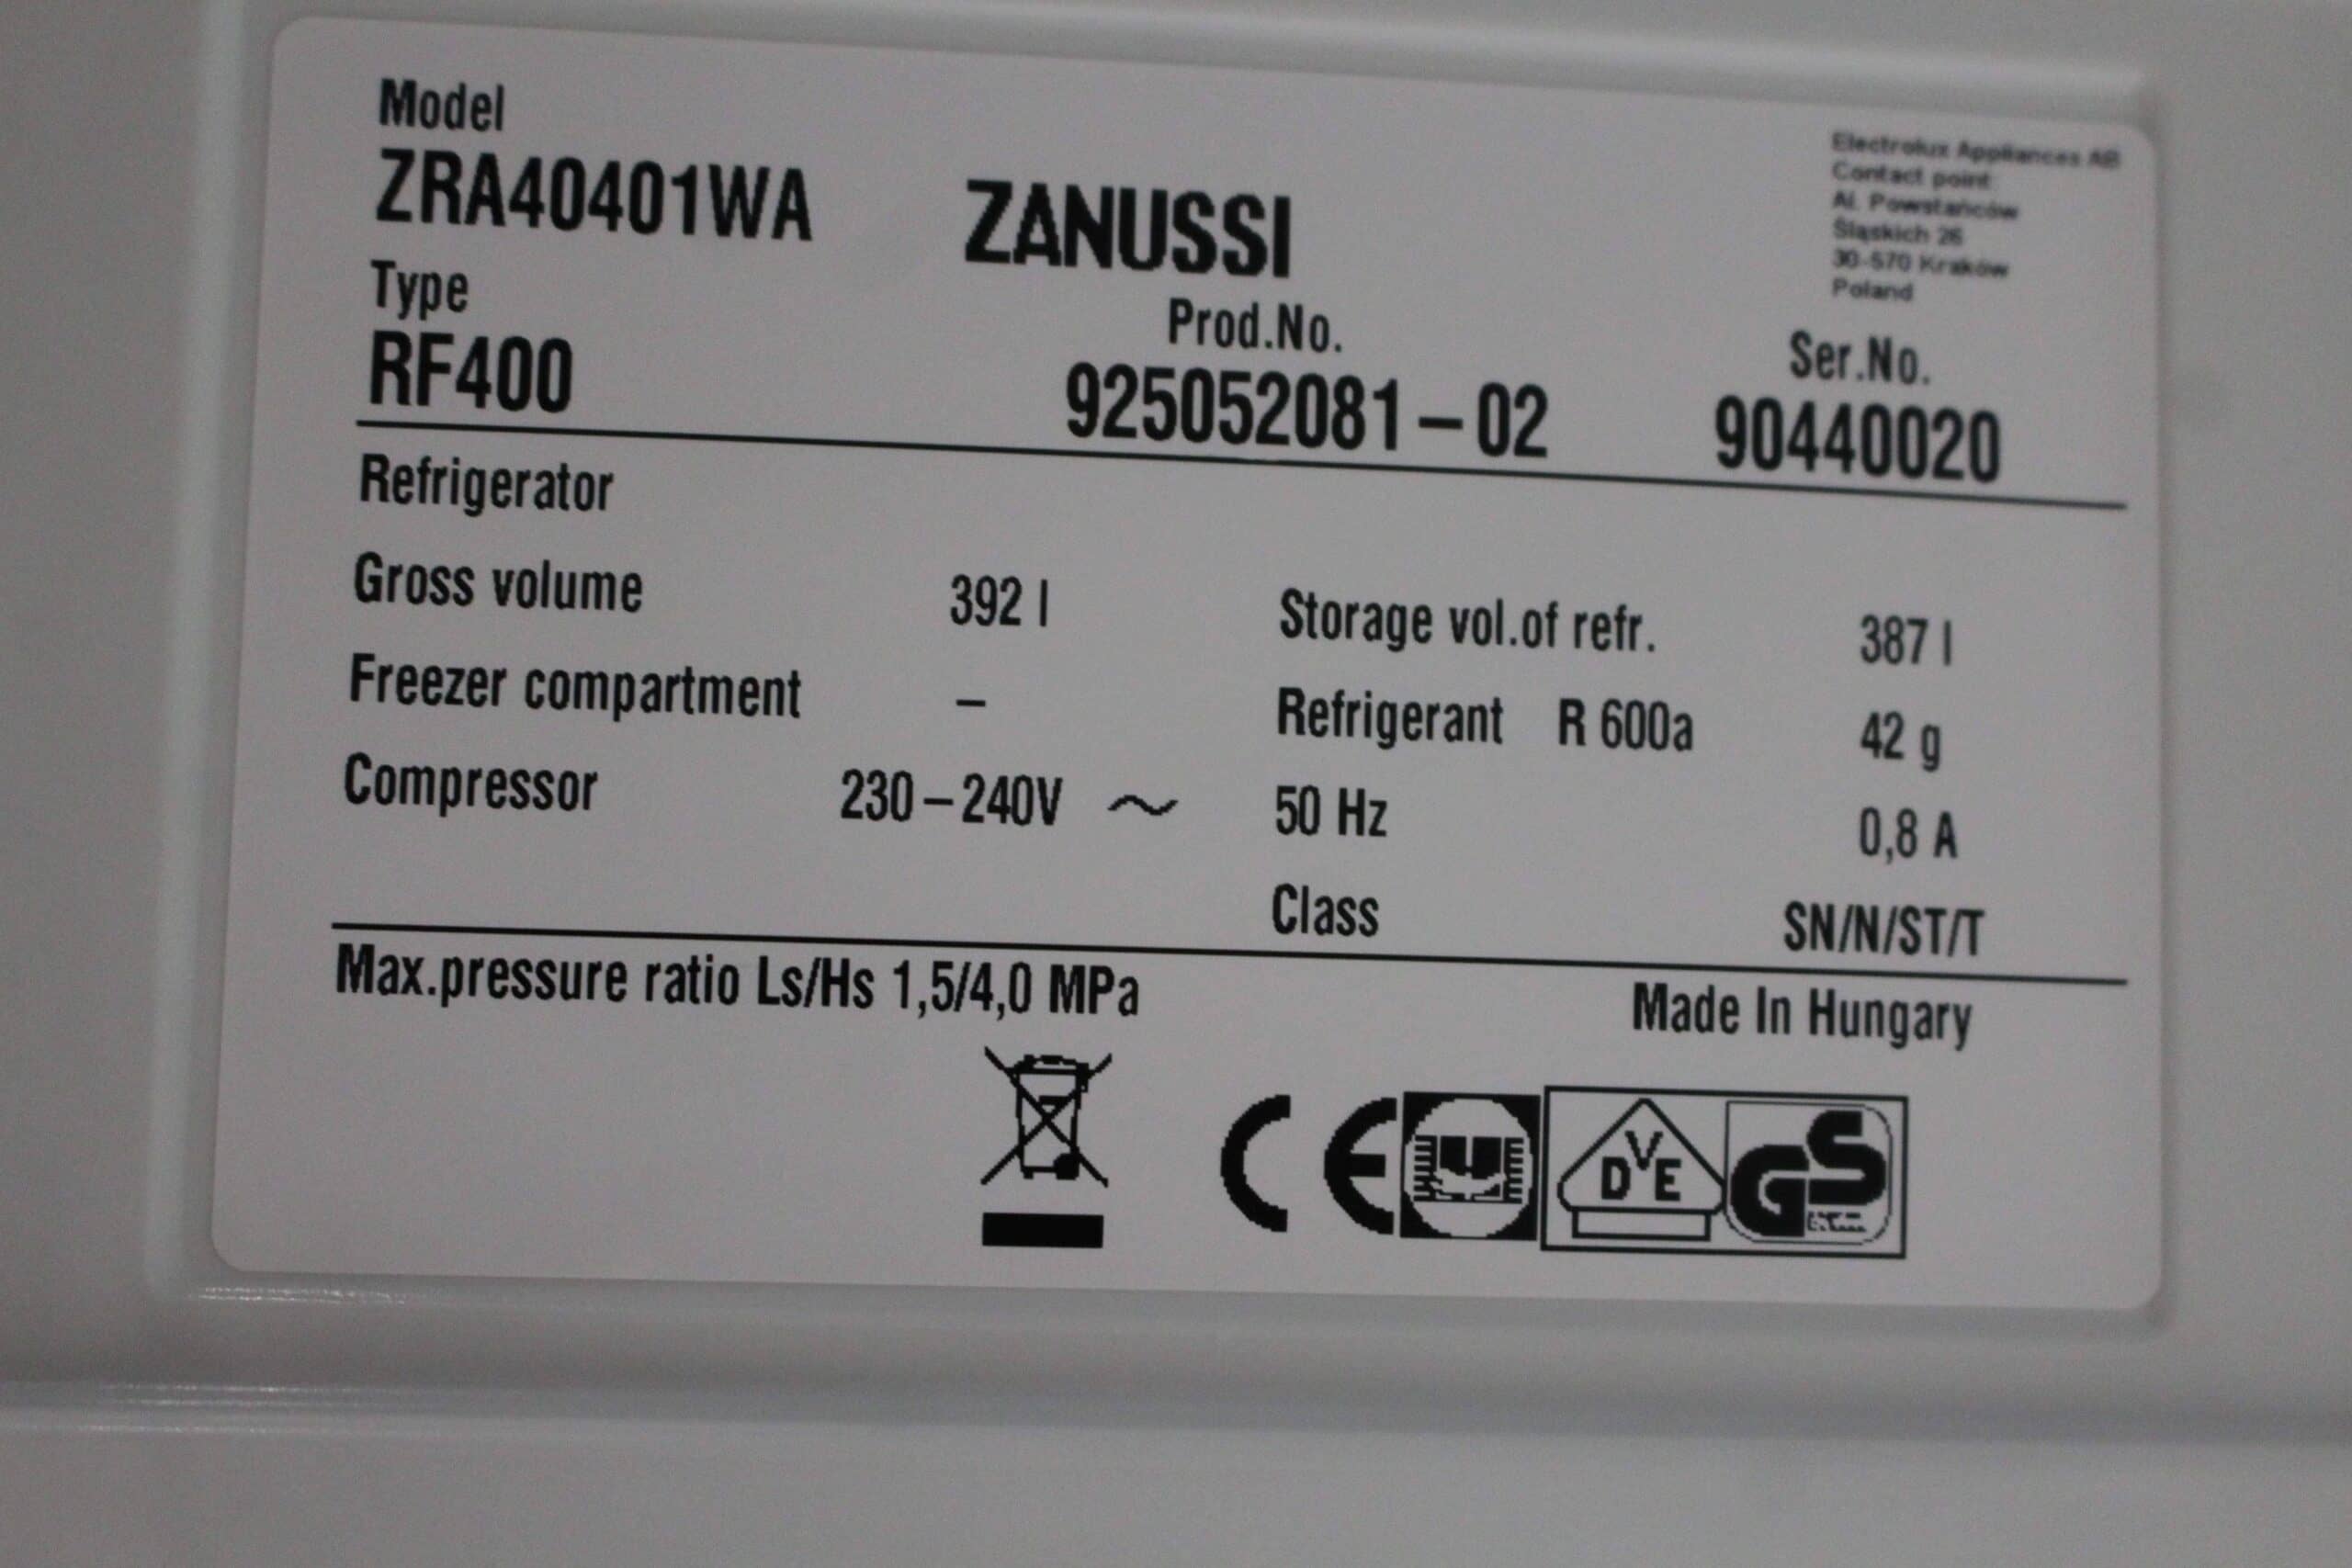 Model
ZRA40401WA
ZANUSSI
Electrolux Appliances AB
Contact point:
Al. Powstańców
Śląskich 26
30-570 Kraków
Poland
Type
RF400
Prod.No.
925052081-02
Ser.No.
90440020
Refrigerator
Gross volume 392 l Storage vol.of refr. 387 l
Freezer compartment - Refrigerant R 600a 42 g
Compressor 230-240V ~ 50 Hz 0,8 A
Class SN/N/ST/T
Max.pressure ratio Ls/Hs 1,5/4,0 MPa Made In Hungary
CE DVE GS